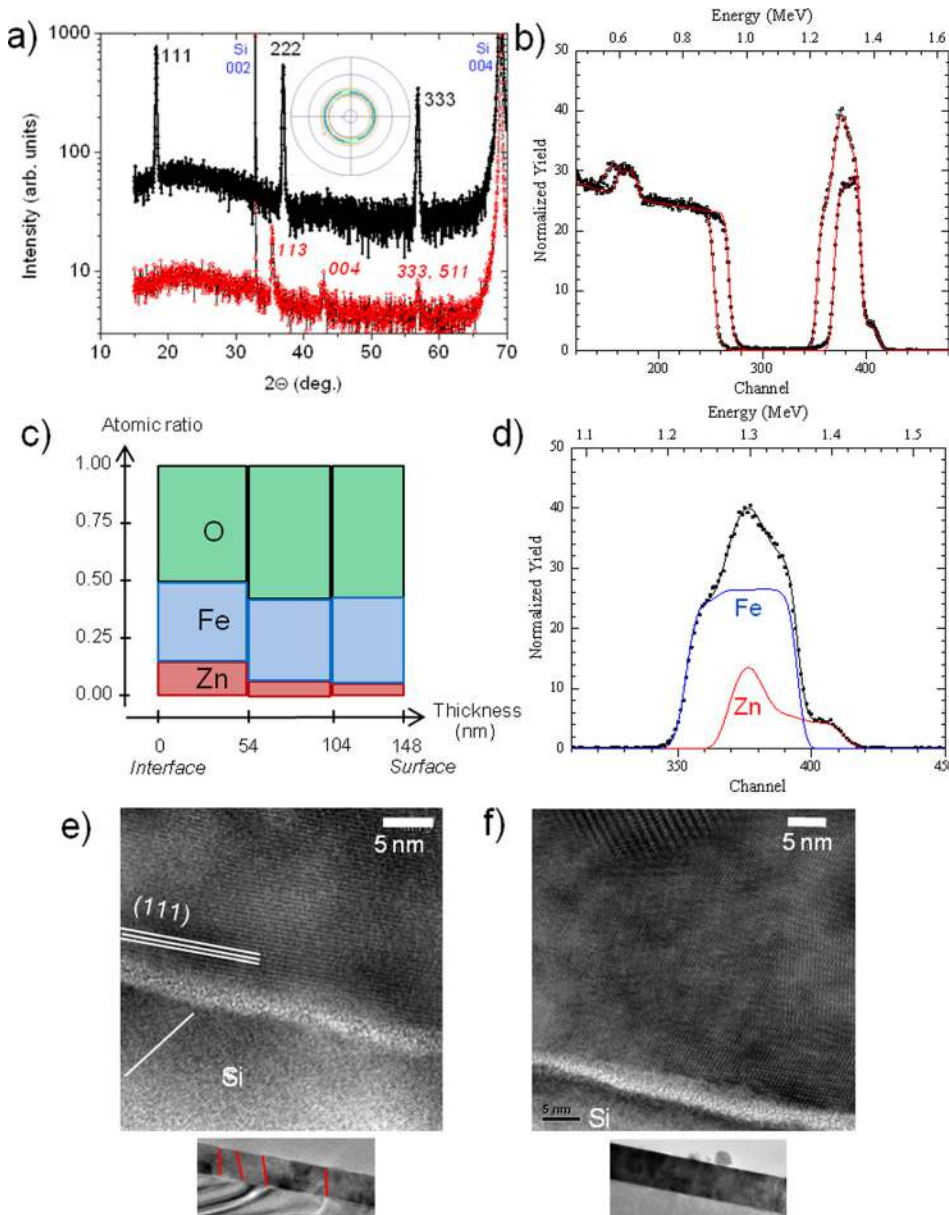 a)
1000
100
10
Intensity (arb. units)
111
Si
002
222
333
Si
004
113
004
333, 511
10 20 30 40 50 60 70
2Θ (deg.)
b)
Energy (MeV)
0.6 0.8 1.0 1.2 1.4 1.6
50
40
30
20
10
0
Normalized Yield
200 300 400
Channel
c)
Atomic ratio
1.00
0.75
0.50
0.25
0.00
O
Fe
Zn
Thickness
(nm)
0 54 104 148
Interface Surface
d)
Energy (MeV)
1.1 1.2 1.3 1.4 1.5
50
40
30
20
10
0
Normalized Yield
Fe
Zn
350 400 450
Channel
e)
5 nm
(111)
Si
f)
5 nm
5 nm
Si